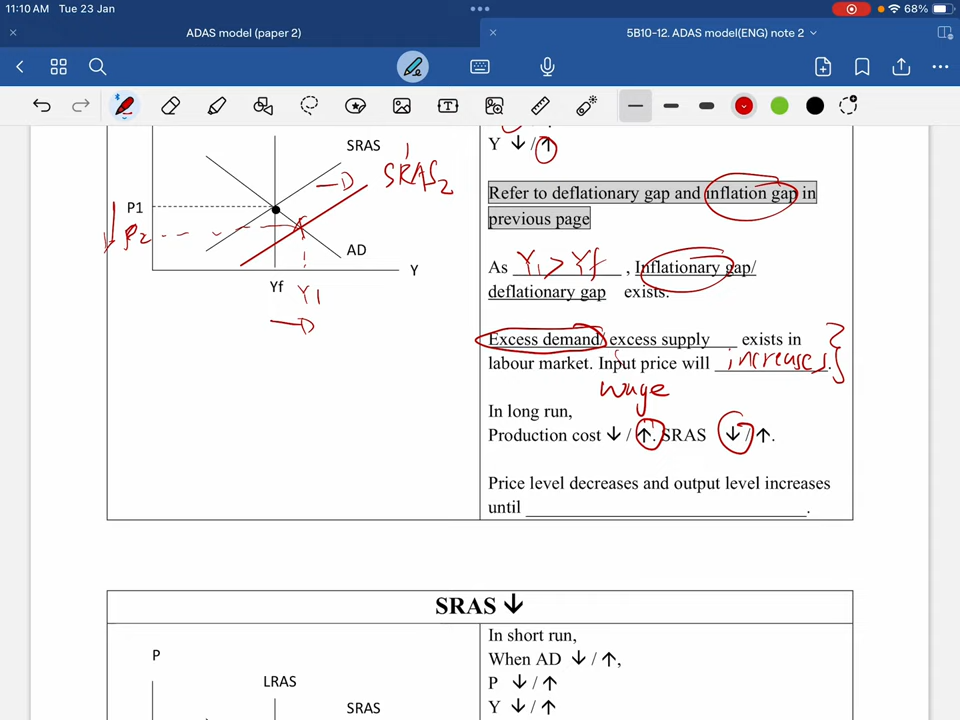 11:10 AM Tue 23 Jan
68%
ADAS model (paper 2)
5B10-12. ADAS model(ENG) note 2
SRAS 1
SRAS2
P1
P2
AD
Y
Yf
Y1
Y ↓ / ↑
Refer to deflationary gap and inflation gap in
previous page
As Y1 > Yf , Inflationary gap/
deflationary gap exists.
Excess demand/ excess supply exists in
labour market. Input price will increases.
wage
In long run,
Production cost ↓ / ↑. SRAS ↓ / ↑.
Price level decreases and output level increases
until ______________________________.
SRAS ↓
P
LRAS
SRAS
In short run,
When AD ↓ / ↑,
P ↓ / ↑
Y ↓ / ↑